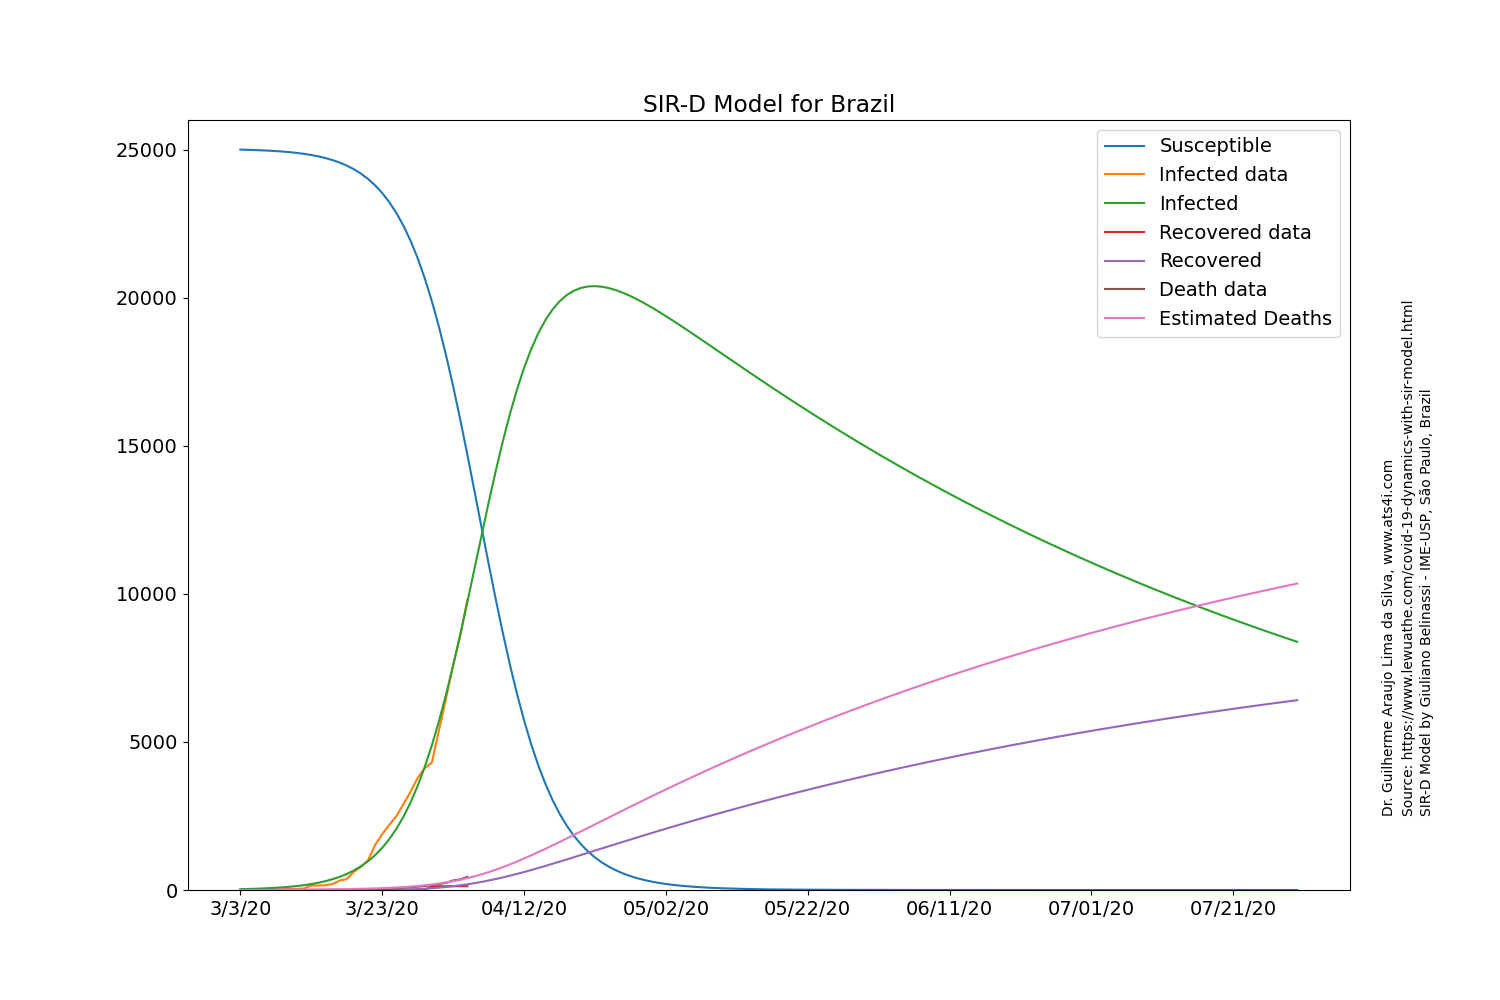 SIR-D Model for Brazil
25000
20000
15000
10000
5000
0
3/3/20
3/23/20
04/12/20
05/02/20
05/22/20
06/11/20
07/01/20
07/21/20
Susceptible
Infected data
Infected
Recovered data
Recovered
Death data
Estimated Deaths
Dr. Guilherme Araujo Lima da Silva, www.ats4i.com
Source: https://www.lewuathe.com/covid-19-dynamics-with-sir-model.html
SIR-D Model by Giuliano Belinassi - IME-USP, São Paulo, Brazil